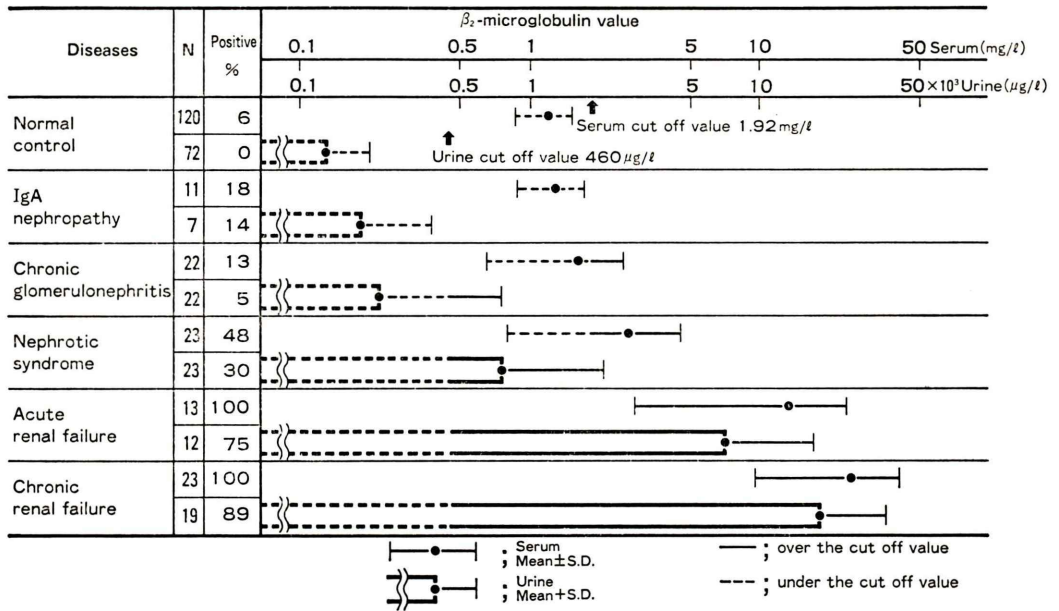 β₂-microglobulin value
Diseases N Positive %
0.1 0.5 1 5 10 50 Serum(mg/ℓ)
0.1 0.5 1 5 10 50 ×10³ Urine(μg/ℓ)
Normal control
120 6
72 0
Serum cut off value 1.92mg/ℓ
Urine cut off value 460μg/ℓ
IgA nephropathy
11 18
7 14
Chronic glomerulonephritis
22 13
22 5
Nephrotic syndrome
23 48
23 30
Acute renal failure
13 100
12 75
Chronic renal failure
23 100
19 89
; Serum Mean±S.D.
; Urine Mean+S.D.
; over the cut off value
; under the cut off value